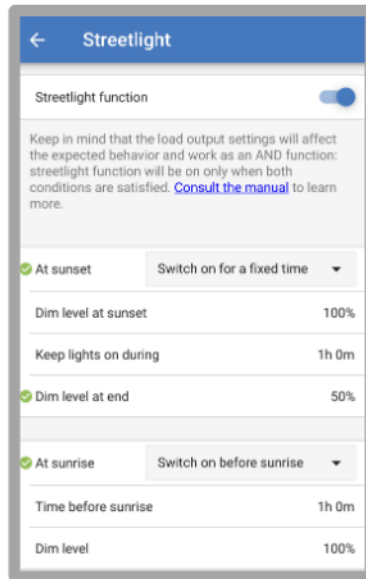 Streetlight
Streetlight function
Keep in mind that the load output settings will affect
the expected behavior and work as an AND function:
streetlight function will be on only when both
conditions are satisfied. Consult the manual to learn
more.
At sunset Switch on for a fixed time
Dim level at sunset 100%
Keep lights on during 1h 0m
Dim level at end 50%
At sunrise Switch on before sunrise
Time before sunrise 1h 0m
Dim level 100%